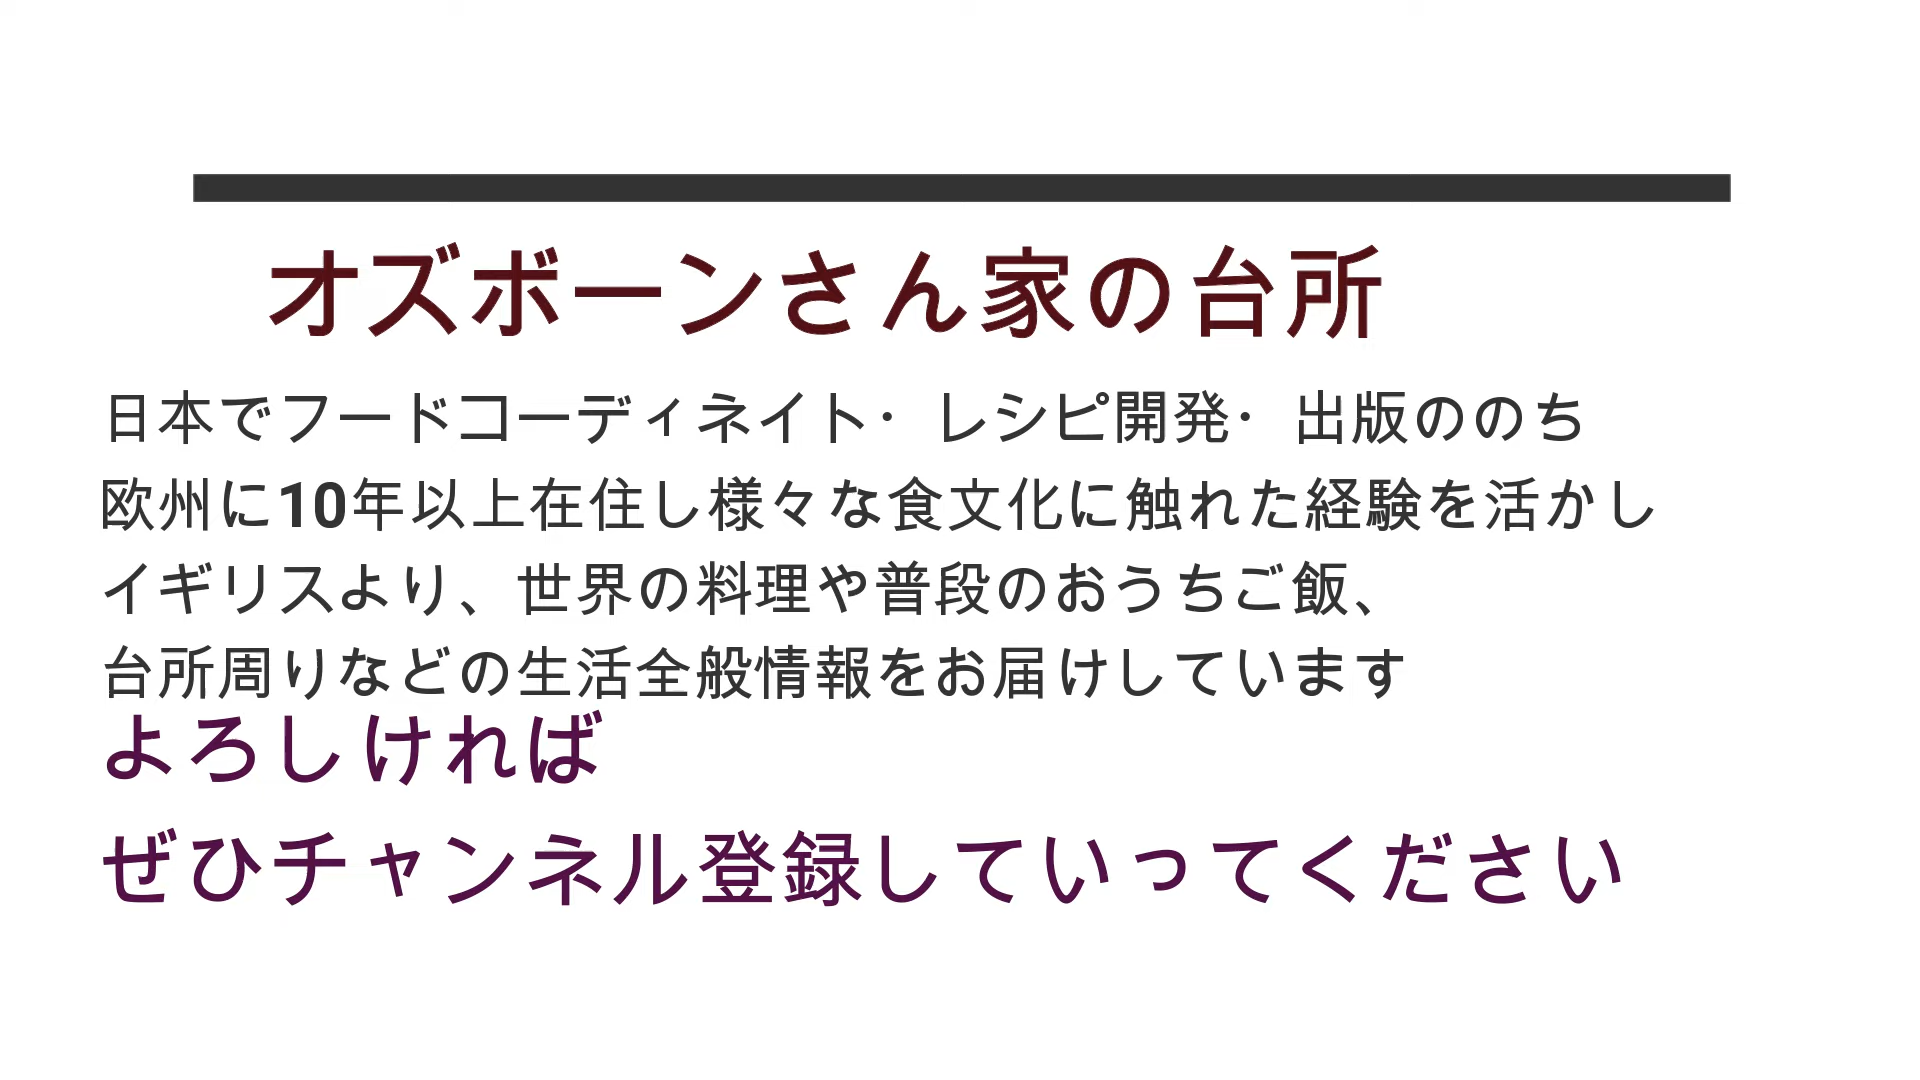 オズボーンさん家の台所
日本でフードコーディネイト・レシピ開発・出版ののち
欧州に10年以上在住し様々な食文化に触れた経験を活かし
イギリスより、世界の料理や普段のおうちご飯、
台所周りなどの生活全般情報をお届けしています
よろしければ
ぜひチャンネル登録していってください